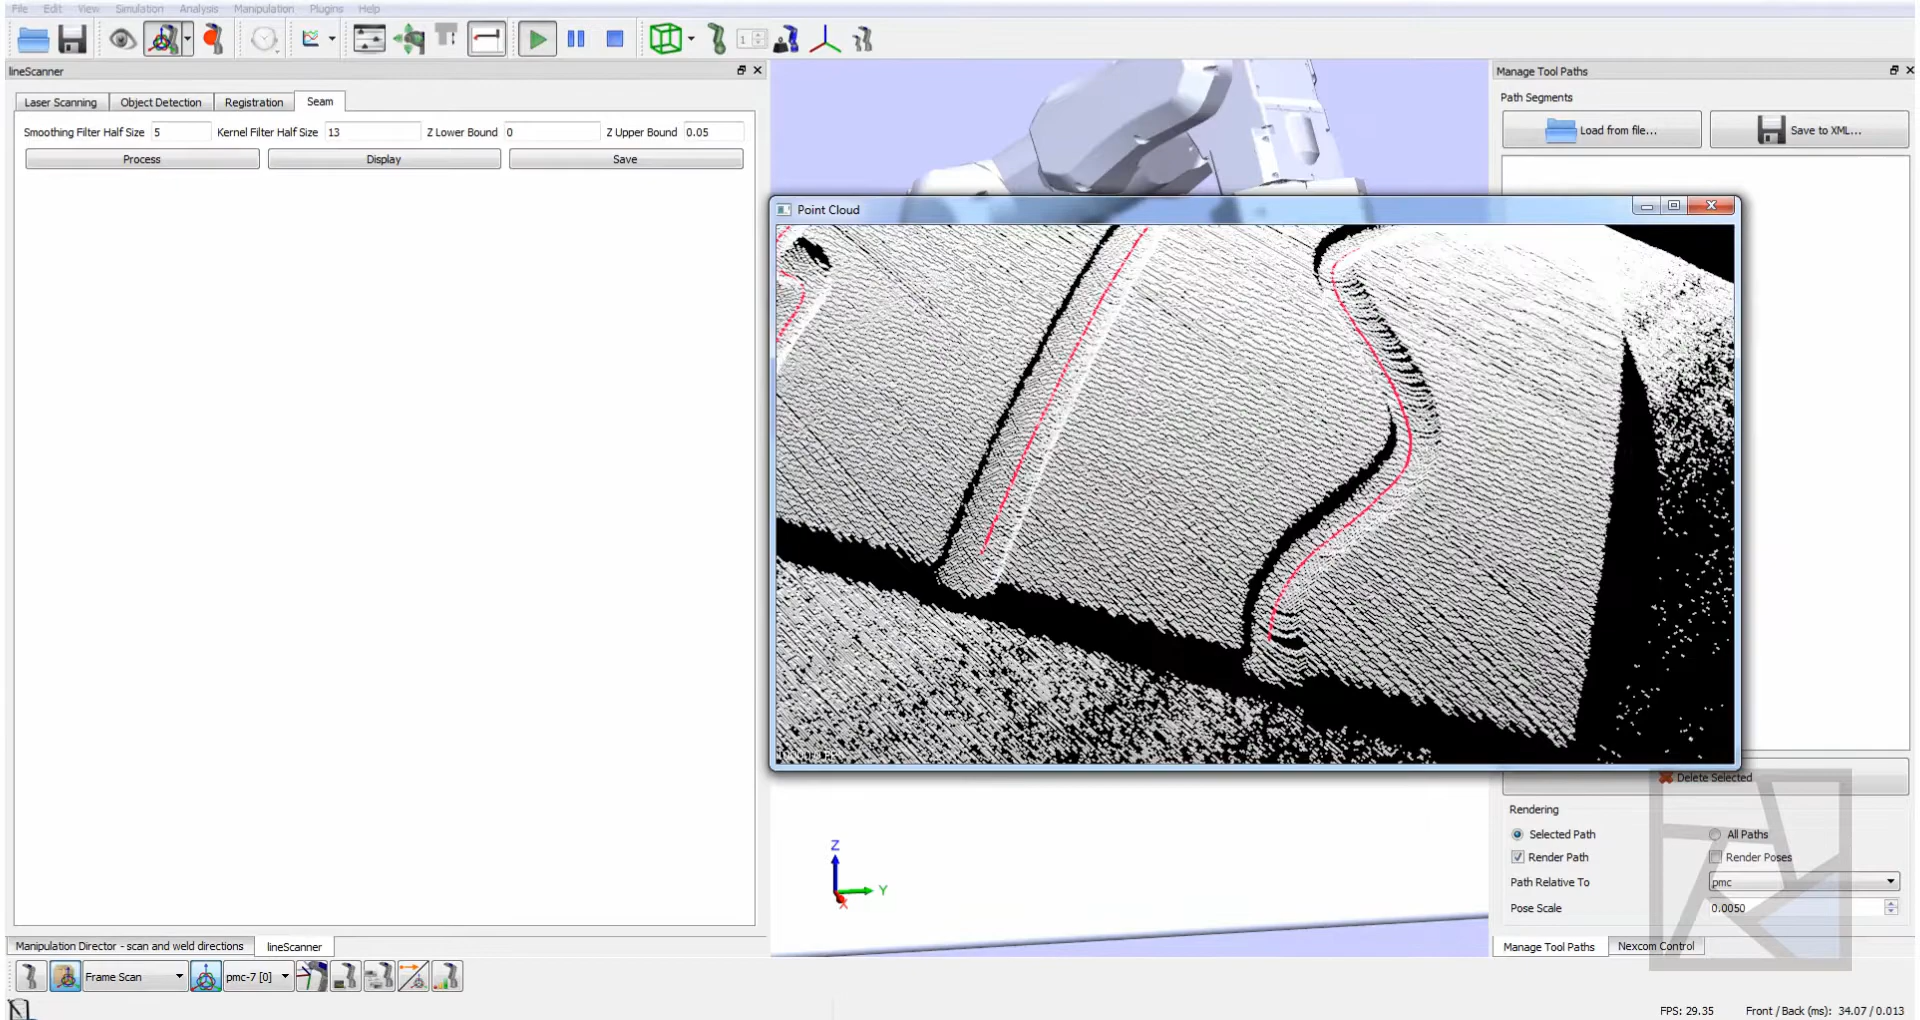 File Edit View Simulation Analysis Manipulation Plugins Help
1
lineScanner
Manage Tool Paths
Laser Scanning Object Detection Registration Seam
Path Segments
Smoothing Filter Half Size 5 Kernel Filter Half Size 13 Z Lower Bound 0 Z Upper Bound 0.05
Load from file... Save to XML...
Process Display Save
Point Cloud
Delete Selected
Rendering
Selected Path All Paths
Render Path Render Poses
Path Relative To pmc
Pose Scale 0.0050
Z
Y
X
Manipulation Director - scan and weld directions lineScanner
Manage Tool Paths Nexcom Control
Frame Scan pmc-7 [0]
FPS: 29.35 Front / Back (ms): 34.07 / 0.013